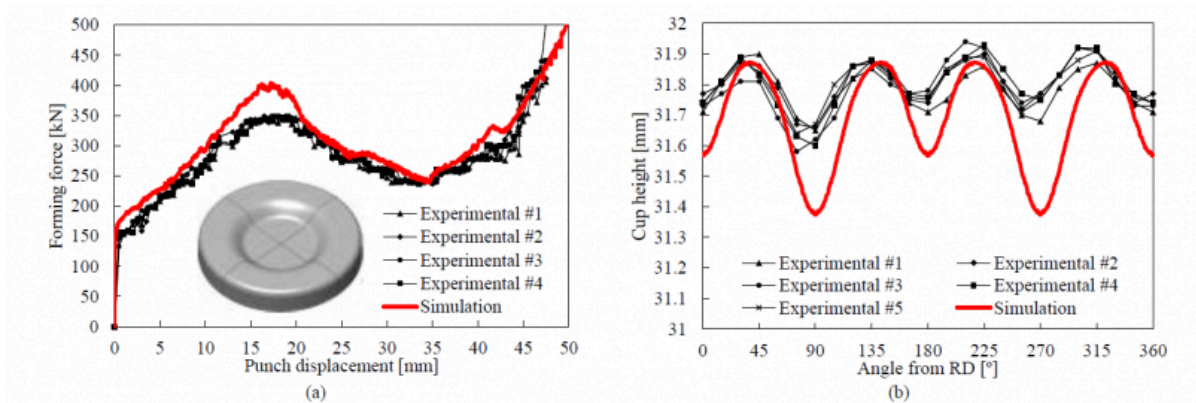 500
450
400
350
300
250
200
150
100
50
0
Forming force [kN]
Experimental #1
Experimental #2
Experimental #3
Experimental #4
Simulation
0 5 10 15 20 25 30 35 40 45 50
Punch displacement [mm]
(a)
32
31.9
31.8
31.7
31.6
31.5
31.4
31.3
31.2
31.1
31
Cup height [mm]
Experimental #1 Experimental #2
Experimental #3 Experimental #4
Experimental #5 Simulation
0 45 90 135 180 225 270 315 360
Angle from RD [º]
(b)